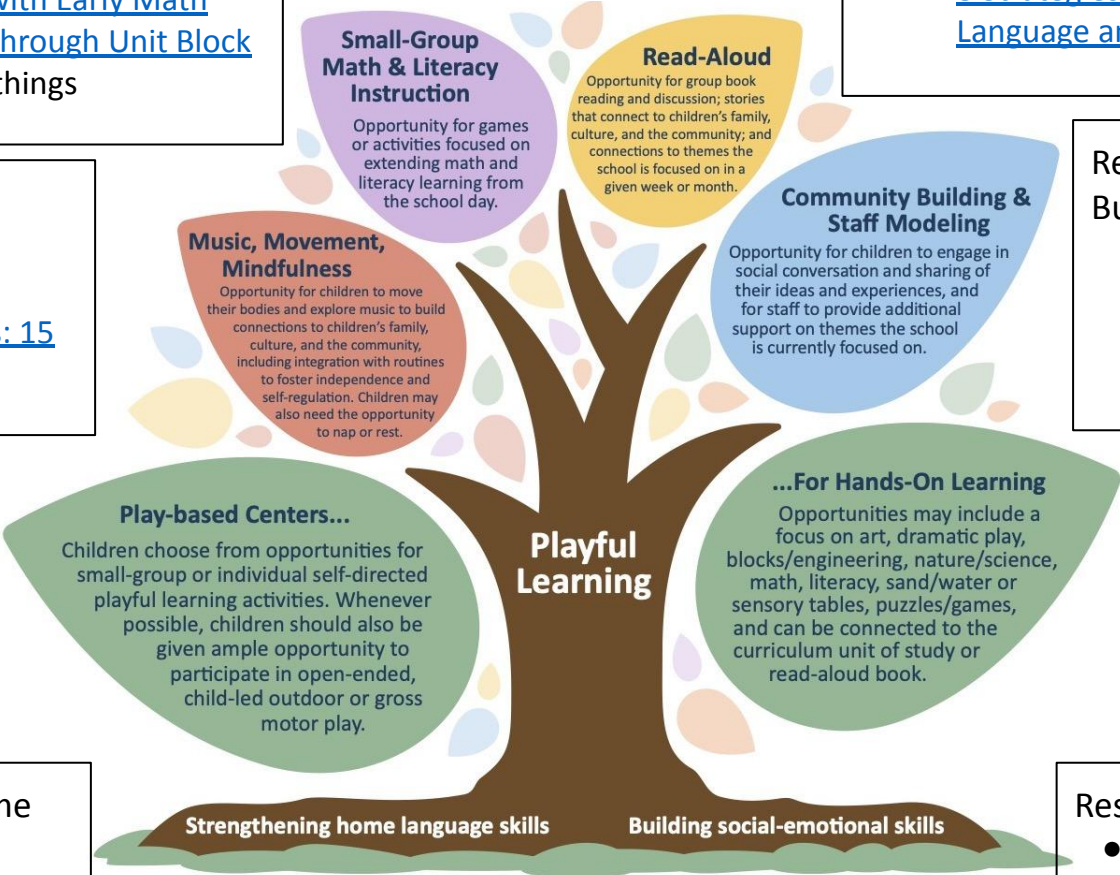 with Early Math
Through Unit Block
things
Language
Small-Group
Math & Literacy
Instruction
Opportunity for games
or activities focused on
extending math and
literacy learning from
the school day.
Read-Aloud
Opportunity for group book
reading and discussion; stories
that connect to children's family,
culture, and the community; and
connections to themes the
school is focused on in a
given week or month.
: 15
Music, Movement,
Mindfulness
Opportunity for children to move
their bodies and explore music to build
connections to children's family,
culture, and the community,
including integration with routines
to foster independence and
self-regulation. Children may
also need the opportunity
to nap or rest.
Community Building &
Staff Modeling
Opportunity for children to engage in
social conversation and sharing of
their ideas and experiences, and
for staff to provide additional
support on themes the school
is currently focused on.
Re
Bu
Play-based Centers...
Children choose from opportunities for
small-group or individual self-directed
playful learning activities. Whenever
possible, children should also be
given ample opportunity to
participate in open-ended,
child-led outdoor or gross
motor play.
Playful
Learning
...For Hands-On Learning
Opportunities may include a
focus on art, dramatic play,
blocks/engineering, nature/science,
math, literacy, sand/water or
sensory tables, puzzles/games,
and can be connected to the
curriculum unit of study or
read-aloud book.
Strengthening home language skills
Building social-emotional skills
Res
•